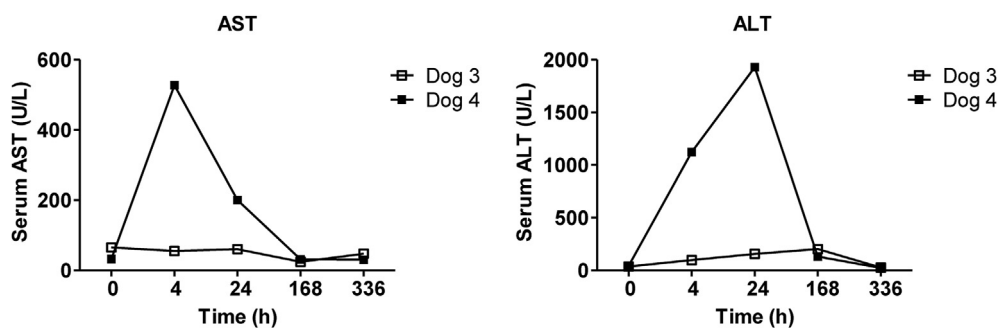 AST
Serum AST (U/L)
600
400
200
0
0 4 24 168 336
Time (h)
Dog 3
Dog 4
ALT
Serum ALT (U/L)
2000
1500
1000
500
0
0 4 24 168 336
Time (h)
Dog 3
Dog 4